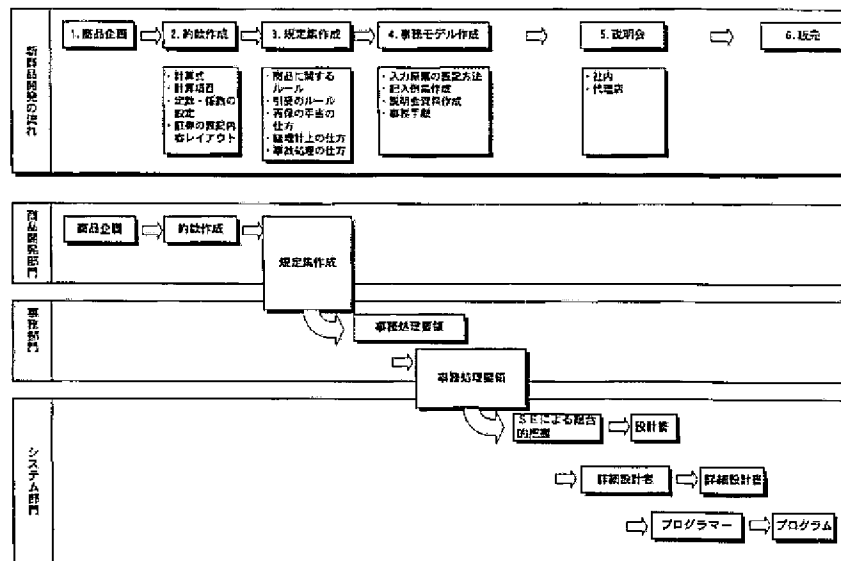 新商品開発の流れ
1. 商品企画
2. 約款作成
3. 規定集作成
4. 事務モデル作成
5. 説明会
6. 販売
・計算式
・計算項目
・定数・係数の
設定
・証券の表記内
容レイアウト
・商品に関する
ルール
・引受のルール
・再保の手当の
仕方
・経理計上の仕方
・事故処理の仕方
・入力原票の表記方法
・記入例集作成
・説明会資料作成
・事務手続
・社内
・代理店
商品開発部門
商品企画
約款作成
規定集作成
事務部門
事務処理要領
事務処理要領
システム部門
SEによる総合
的把握
設計書
詳細設計者
詳細設計書
プログラマー
プログラム